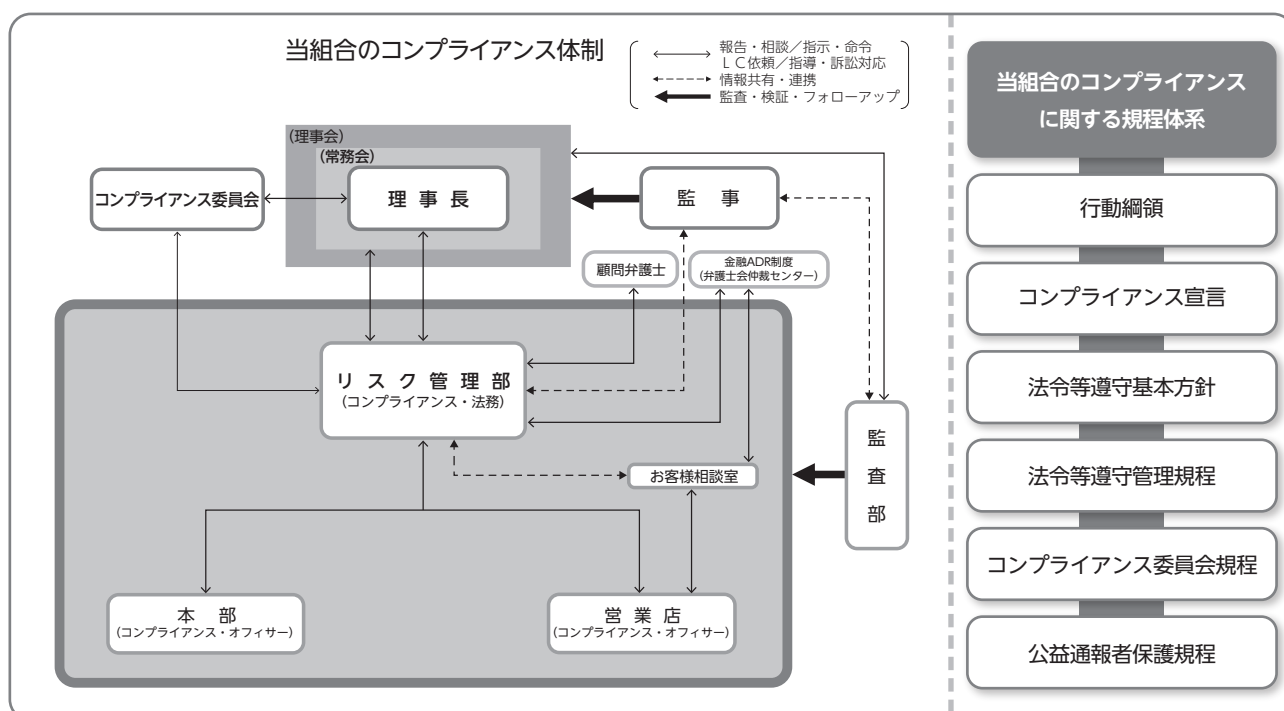 当組合のコンプライアンス体制
報告・相談／指示・命令
ＬＣ依頼／指導・訴訟対応
情報共有・連携
監査・検証・フォローアップ
(理事会)
(常務会)
理事長
コンプライアンス委員会
監事
顧問弁護士
金融ADR制度
(弁護士会仲裁センター)
リスク管理部
(コンプライアンス・法務)
お客様相談室
監査部
本部
(コンプライアンス・オフィサー)
営業店
(コンプライアンス・オフィサー)
当組合のコンプライアンス
に関する規程体系
行動綱領
コンプライアンス宣言
法令等遵守基本方針
法令等遵守管理規程
コンプライアンス委員会規程
公益通報者保護規程